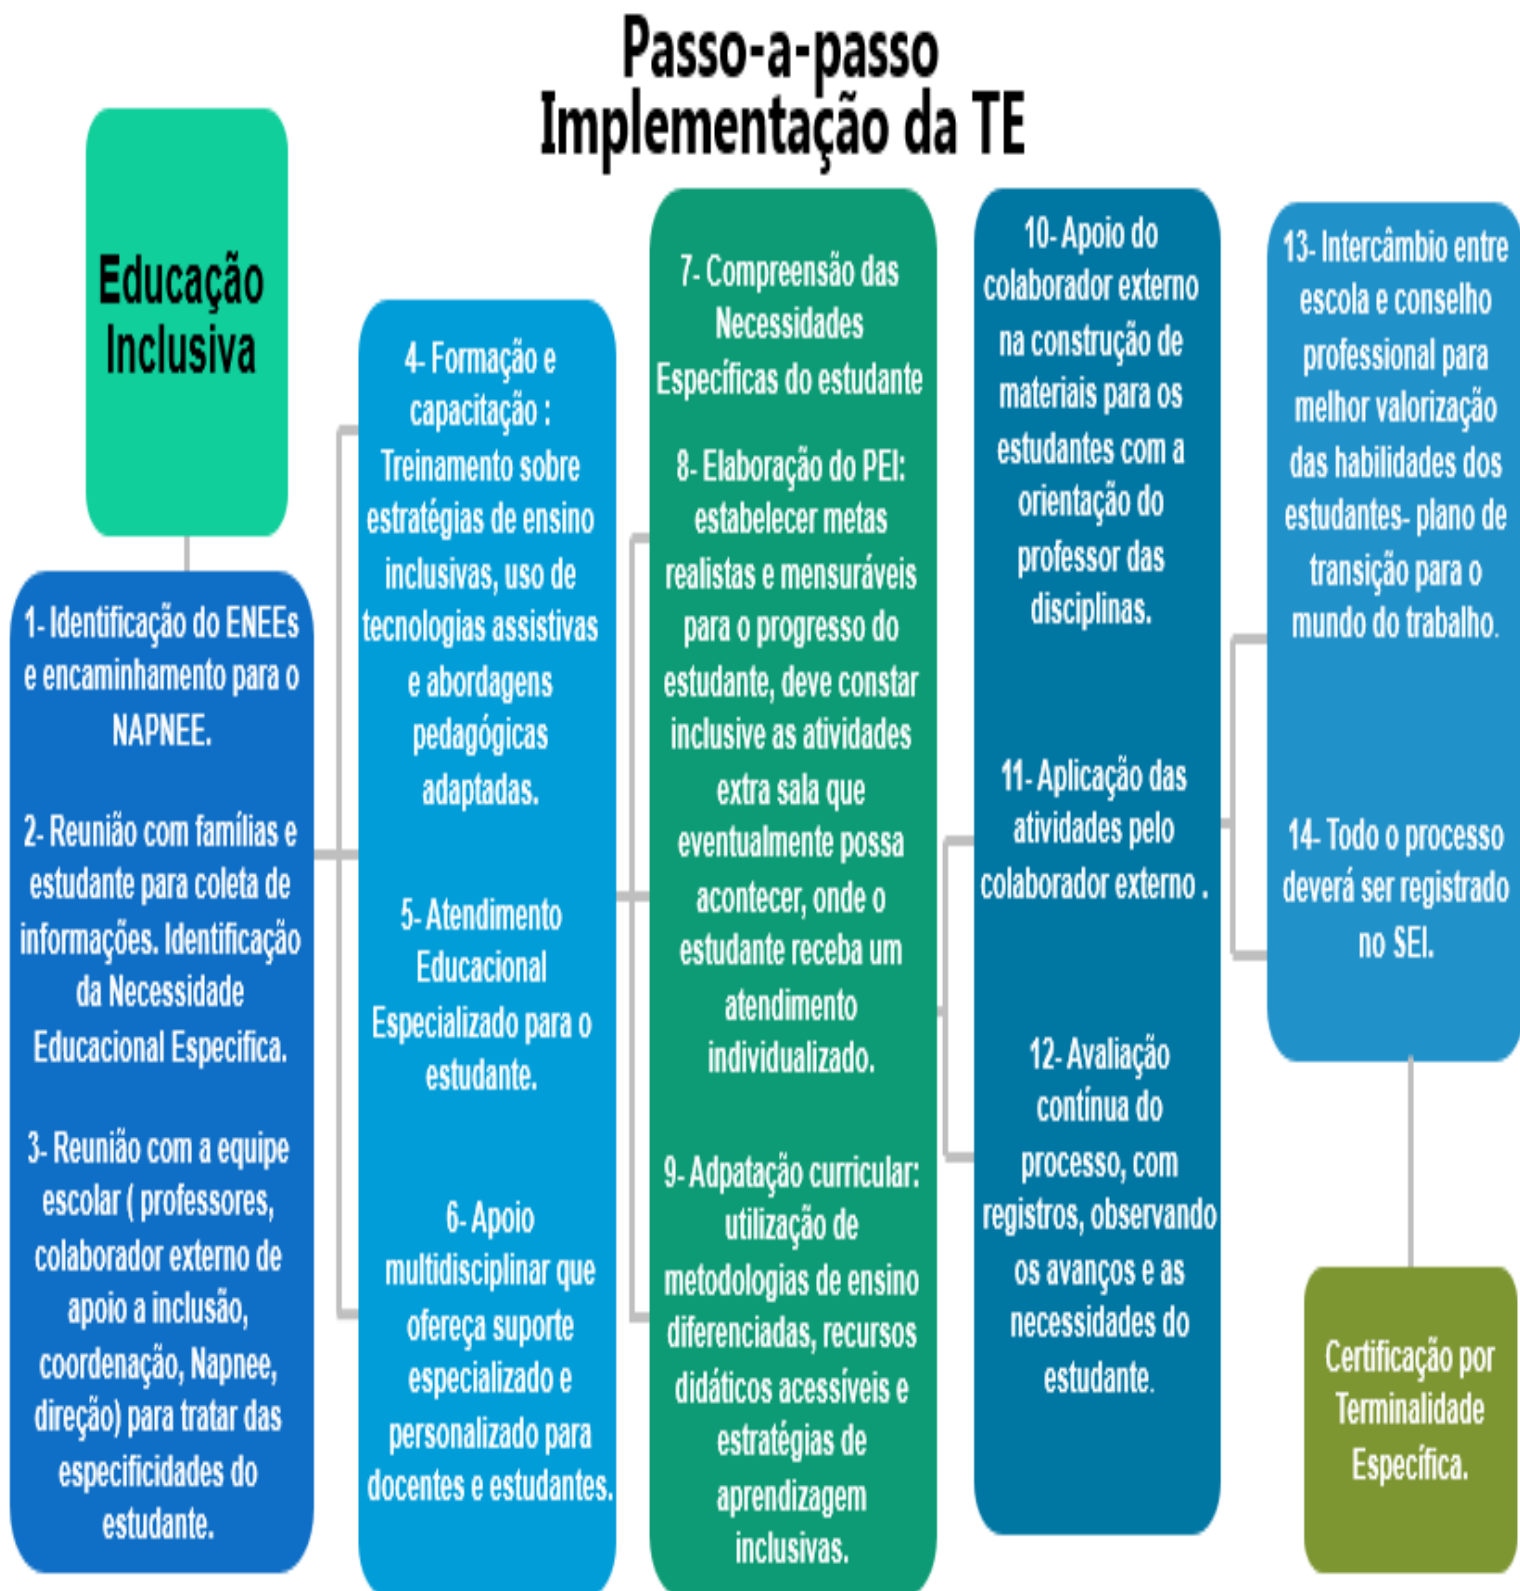 Passo-a-passo
Implementação da TE
Educação
Inclusiva
1- Identificação do ENEEs
e encaminhamento para o
NAPNEE.
2- Reunião com famílias e
estudante para coleta de
informações. Identificação
da Necessidade
Educacional Especifica.
3- Reunião com a equipe
escolar ( professores,
colaborador externo de
apoio a inclusão,
coordenação, Napnee,
direção) para tratar das
especificidades do
estudante.
4- Formação e
capacitação :
Treinamento sobre
estratégias de ensino
inclusivas, uso de
tecnologias assistivas
e abordagens
pedagógicas
adaptadas.
5- Atendimento
Educacional
Especializado para o
estudante.
6- Apoio
multidisciplinar que
ofereça suporte
especializado e
personalizado para
docentes e estudantes.
7- Compreensão das
Necessidades
Específicas do estudante
8- Elaboração do PEI:
estabelecer metas
realistas e mensuráveis
para o progresso do
estudante, deve constar
inclusive as atividades
extra sala que
eventualmente possa
acontecer, onde o
estudante receba um
atendimento
individualizado.
9- Adpatação curricular:
utilização de
metodologias de ensino
diferenciadas, recursos
didáticos acessíveis e
estratégias de
aprendizagem
inclusivas.
10- Apoio do
colaborador externo
na construção de
materiais para os
estudantes com a
orientação do
professor das
disciplinas.
11- Aplicação das
atividades pelo
colaborador externo .
12- Avaliação
contínua do
processo, com
registros, observando
os avanços e as
necessidades do
estudante.
13- Intercâmbio entre
escola e conselho
professional para
melhor valorização
das habilidades dos
estudantes- plano de
transição para o
mundo do trabalho.
14- Todo o processo
deverá ser registrado
no SEI.
Certificação por
Terminalidade
Específica.